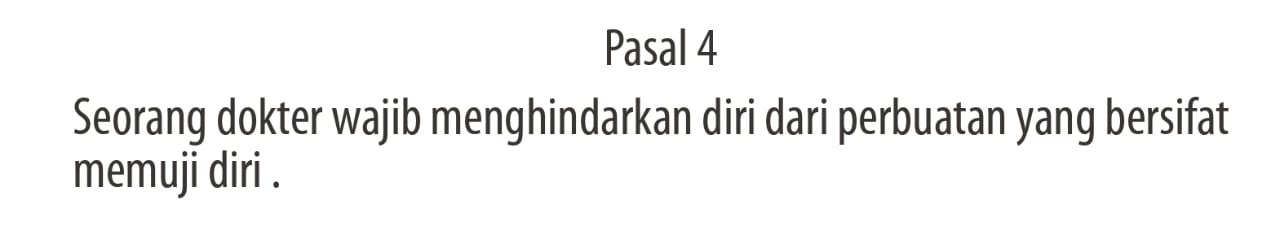 Pasal 4
Seorang dokter wajib menghindarkan diri dari perbuatan yang bersifat
memuji diri .